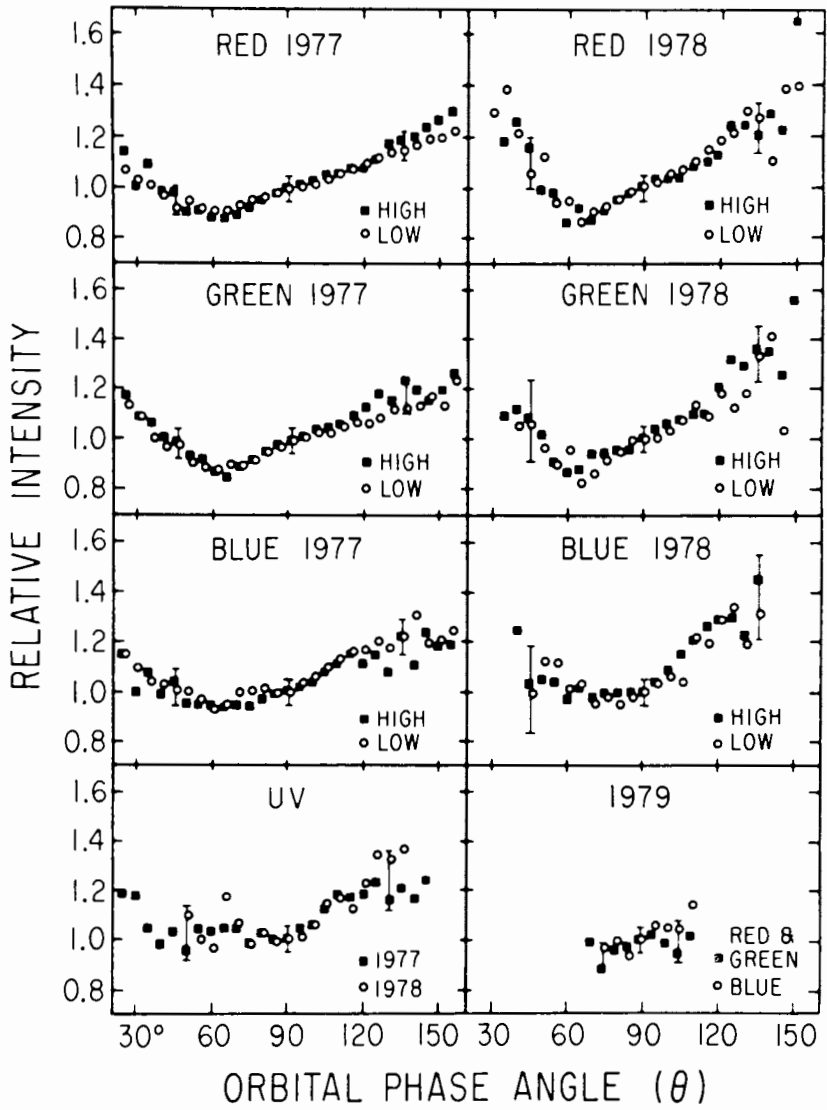 RED 1977
1.6
1.4
1.2
1.0
0.8
HIGH
LOW
RED 1978
HIGH
LOW
GREEN 1977
1.6
1.4
1.2
1.0
0.8
HIGH
LOW
GREEN 1978
HIGH
LOW
BLUE 1977
1.6
1.4
1.2
1.0
0.8
HIGH
LOW
BLUE 1978
HIGH
LOW
UV
1.6
1.4
1.2
1.0
0.8
1977
1978
1979
RED &
GREEN
BLUE
30° 60 90 120 150
30 60 90 120 150
RELATIVE INTENSITY
ORBITAL PHASE ANGLE (θ)